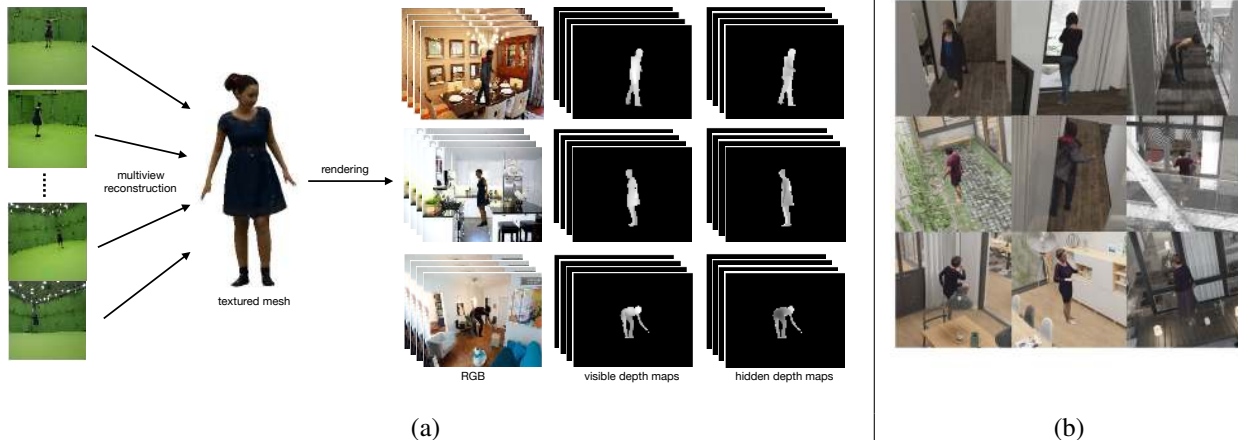 multiview
reconstruction
rendering
textured mesh
RGB
visible depth maps
hidden depth maps
(a)
(b)